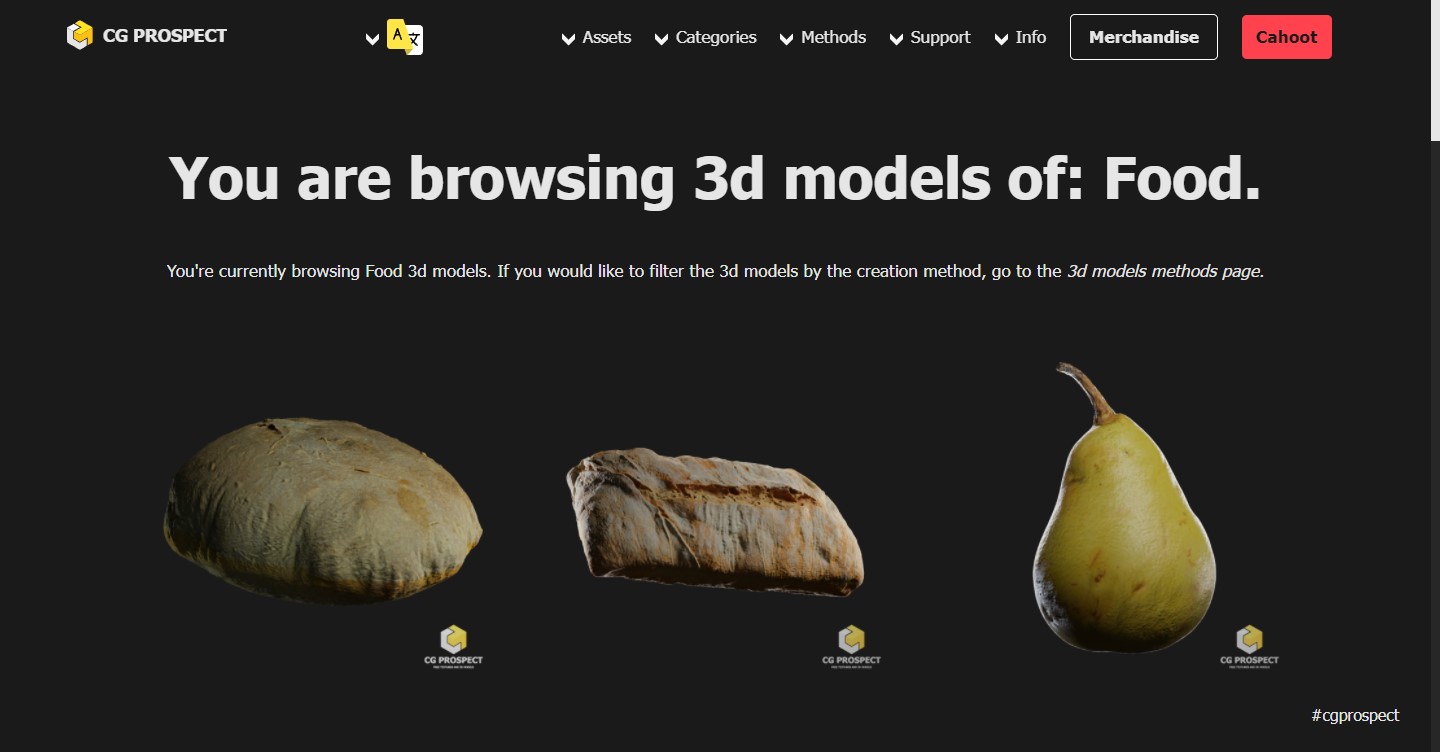 CG PROSPECT
A 文
Assets
Categories
Methods
Support
Info
Merchandise
Cahoot
You are browsing 3d models of: Food.
You're currently browsing Food 3d models. If you would like to filter the 3d models by the creation method, go to the 3d models methods page.
CG PROSPECT
CG PROSPECT
CG PROSPECT
#cgprospect